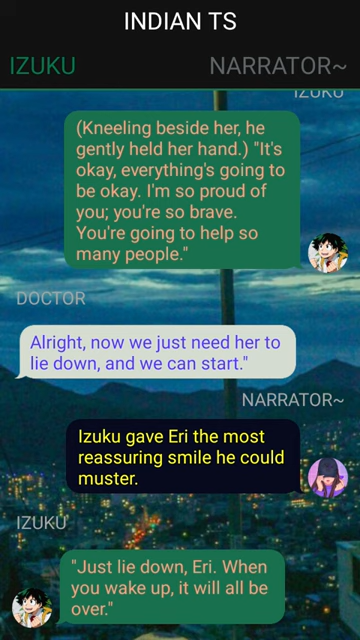 INDIAN TS
IZUKU
NARRATOR~
IZUKU
(Kneeling beside her, he
gently held her hand.) "It's
okay, everything's going to
be okay. I'm so proud of
you; you're so brave.
You're going to help so
many people."
DOCTOR
Alright, now we just need her to
lie down, and we can start."
NARRATOR~
Izuku gave Eri the most
reassuring smile he could
muster.
IZUKU
"Just lie down, Eri. When
you wake up, it will all be
over."